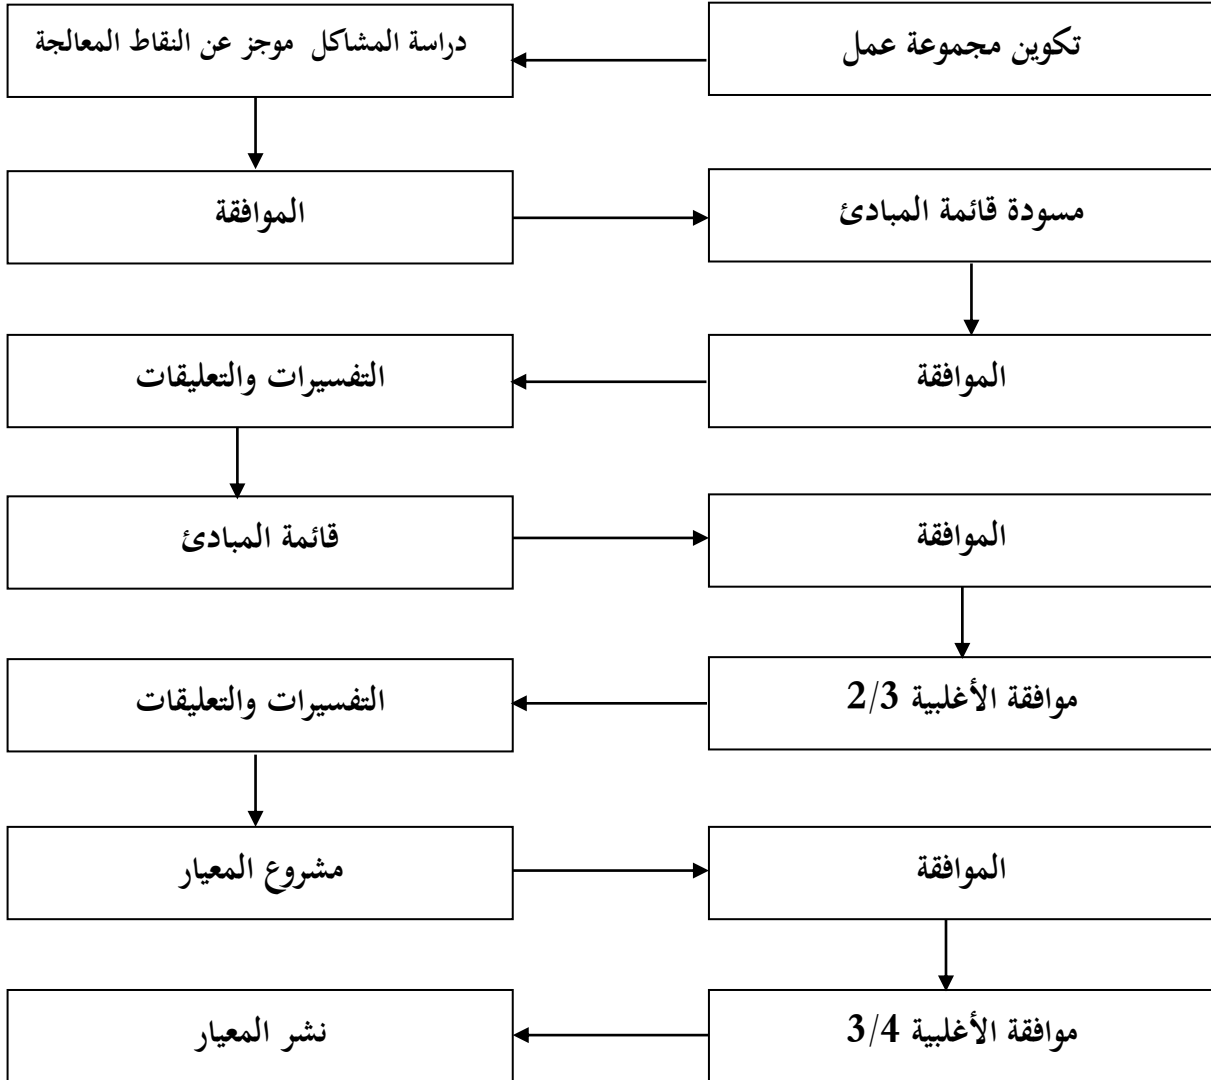 تكوين مجموعة عمل
دراسة المشاكل موجز عن النقاط المعالجة
مسودة قائمة المبادئ
الموافقة
الموافقة
التفسيرات والتعليقات
الموافقة
قائمة المبادئ
موافقة الأغلبية 2/3
التفسيرات والتعليقات
الموافقة
مشروع المعيار
موافقة الأغلبية 3/4
نشر المعيار